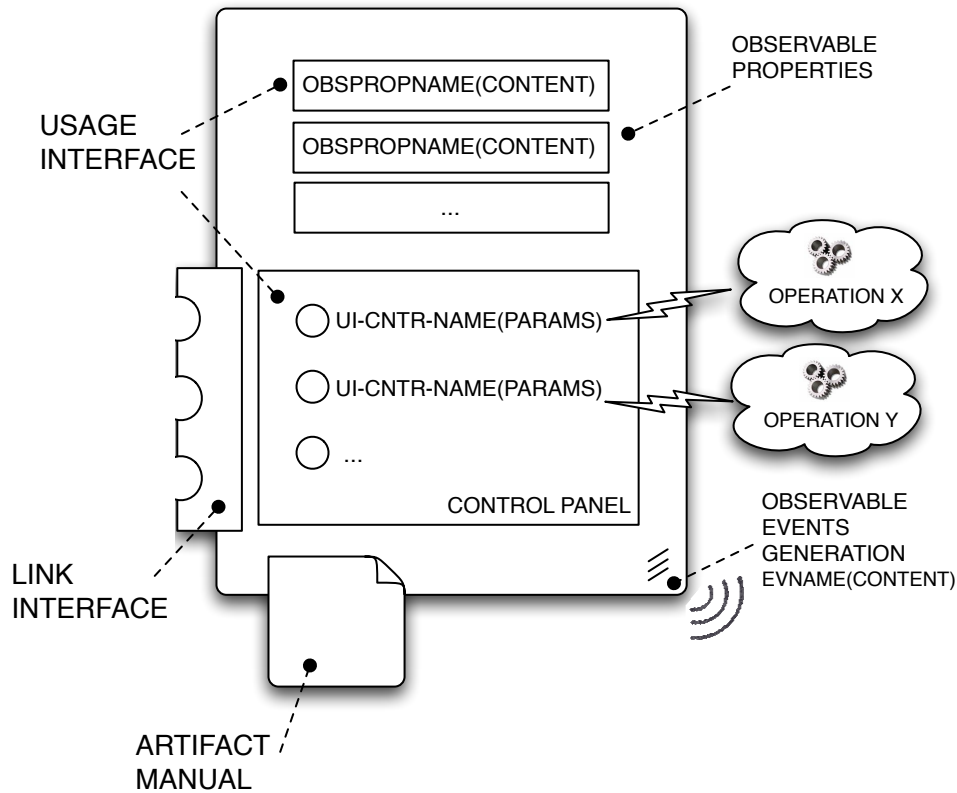 OBSERVABLE
PROPERTIES
OBSPROPNAME(CONTENT)
USAGE
INTERFACE
OBSPROPNAME(CONTENT)
...
OPERATION X
UI-CNTR-NAME(PARAMS)
UI-CNTR-NAME(PARAMS)
OPERATION Y
...
CONTROL PANEL
OBSERVABLE
EVENTS
GENERATION
EVNAME(CONTENT)
LINK
INTERFACE
ARTIFACT
MANUAL